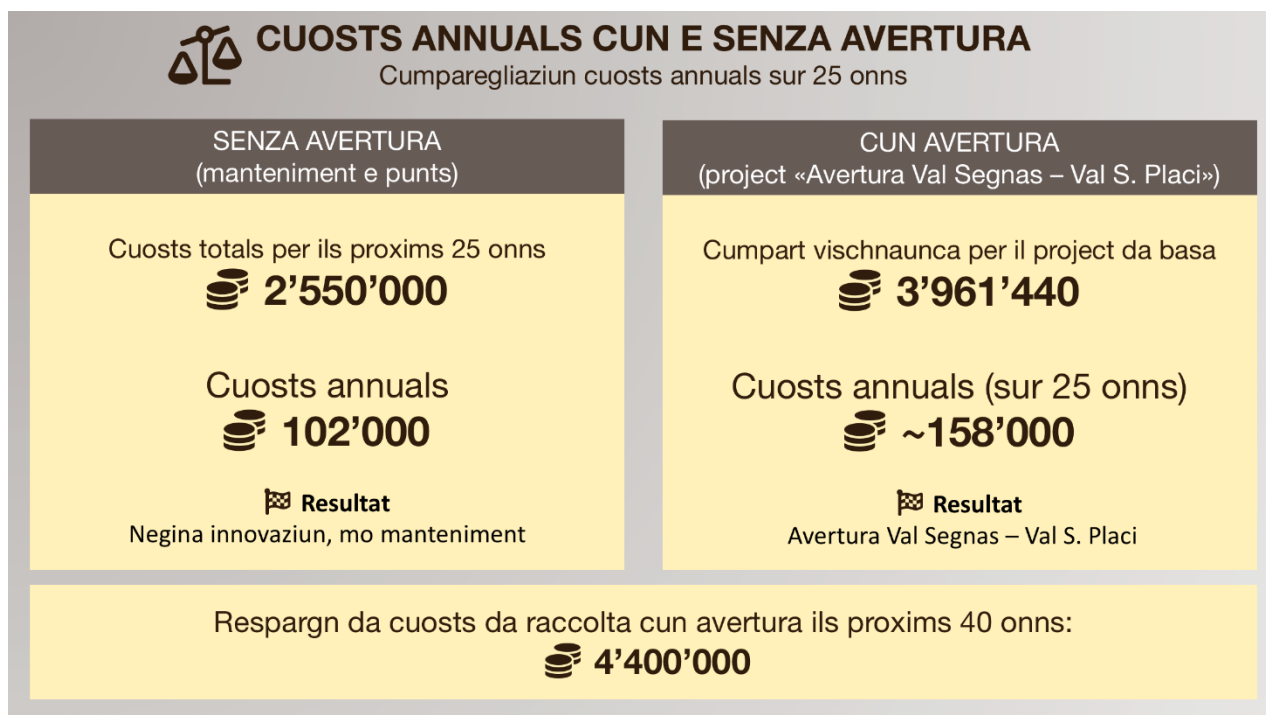 CUOSTS ANNUALS CUN E SENZA AVERTURA
Cumparegliaziun cuosts annuals sur 25 onns
SENZA AVERTURA
(manteniment e punts)
Cuosts totals per ils proxims 25 onns
2’550’000
Cuosts annuals
102’000
Resultat
Negina innovaziun, mo manteniment
CUN AVERTURA
(project «Avertura Val Segnas – Val S. Placi»)
Cumpart vischnaunca per il project da basa
3’961’440
Cuosts annuals (sur 25 onns)
~158’000
Resultat
Avertura Val Segnas – Val S. Placi
Respargn da cuosts da raccolta cun avertura ils proxims 40 onns:
4’400’000